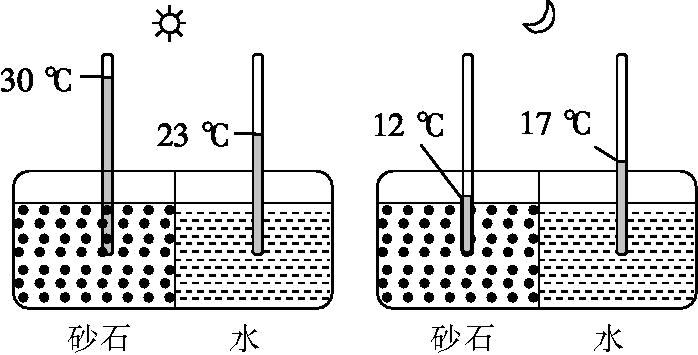 30 ℃
23 ℃
12 ℃
17 ℃
砂石 水 砂石 水